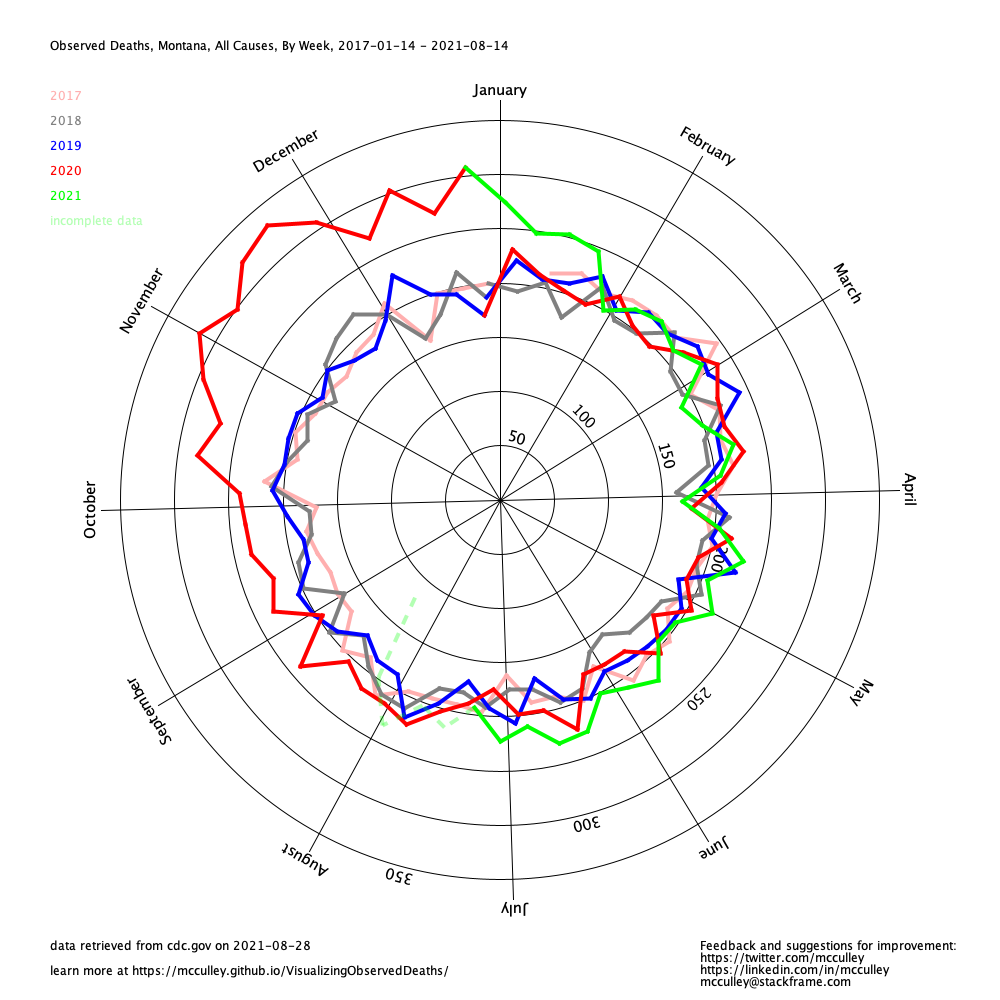 Observed Deaths, Montana, All Causes, By Week, 2017-01-14 - 2021-08-14
2017
2018
2019
2020
2021
incomplete data
January
February
March
April
May
June
July
August
September
October
November
December
50
100
150
200
250
300
350
data retrieved from cdc.gov on 2021-08-28
learn more at https://mcculley.github.io/VisualizingObservedDeaths/
Feedback and suggestions for improvement:
https://twitter.com/mcculley
https://linkedin.com/in/mcculley
mcculley@stackframe.com